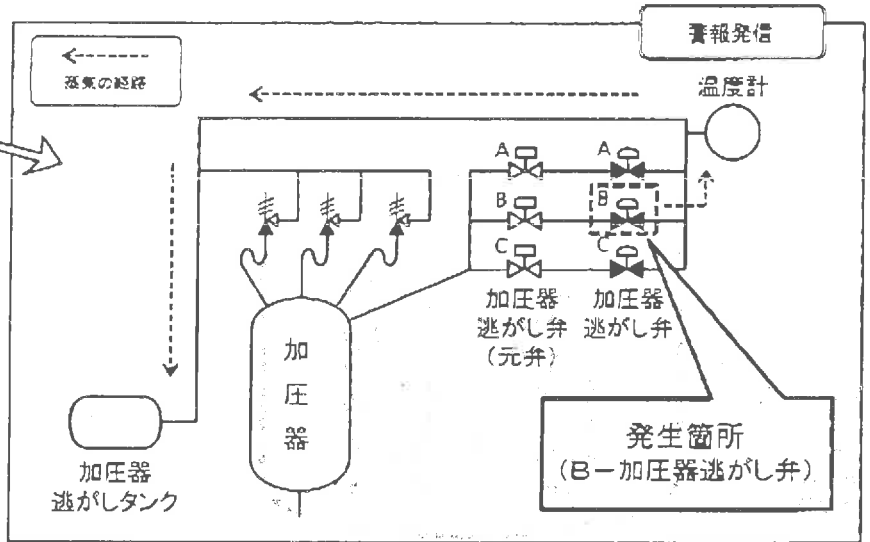 警報発信
蒸気の経路
温度計
A
A
B
B
C
C
加圧器
逃がし弁
(元弁)
加圧器
逃がし弁
加圧器
発生箇所
(B-加圧器逃がし弁)
加圧器
逃がしタンク